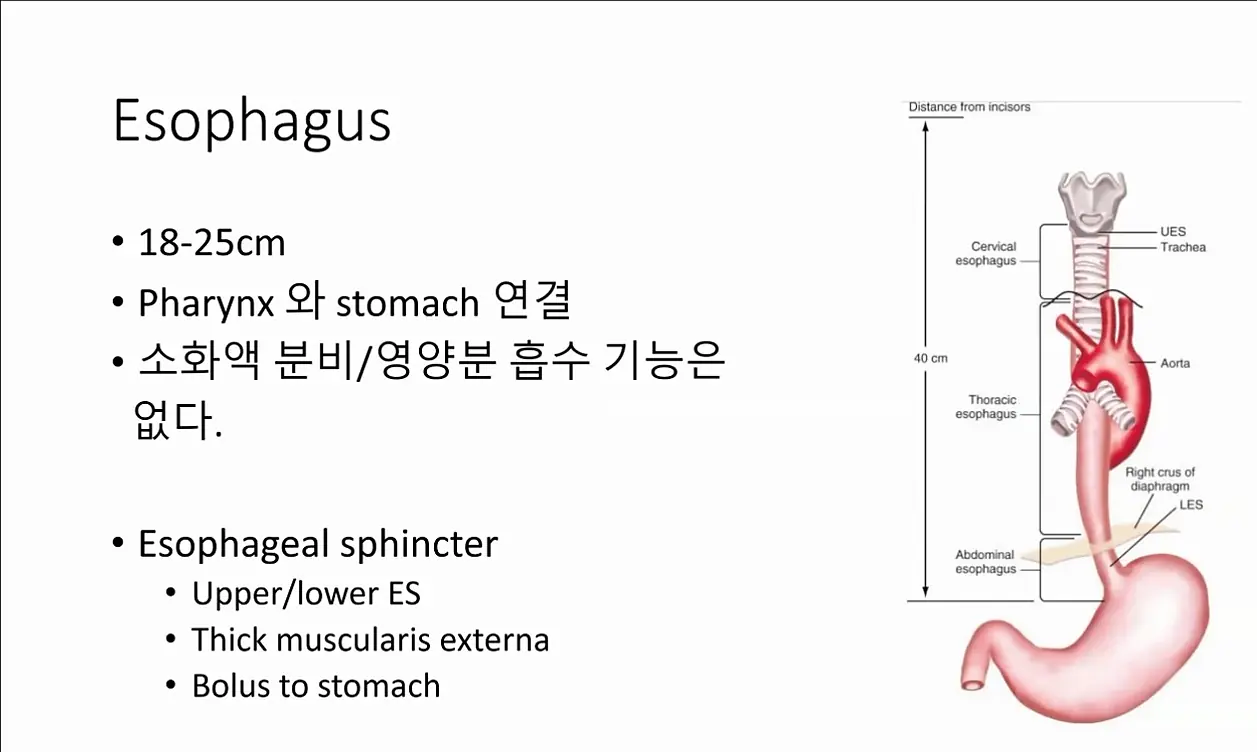 Esophagus
• 18-25cm
• Pharynx 와 stomach 연결
• 소화액 분비/영양분 흡수 기능은
없다.
• Esophageal sphincter
• Upper/lower ES
• Thick muscularis externa
• Bolus to stomach
Distance from incisors
UES
Cervical
esophagus
Trachea
40 cm
Aorta
Thoracic
esophagus
Right crus of
diaphragm
LES
Abdominal
esophagus